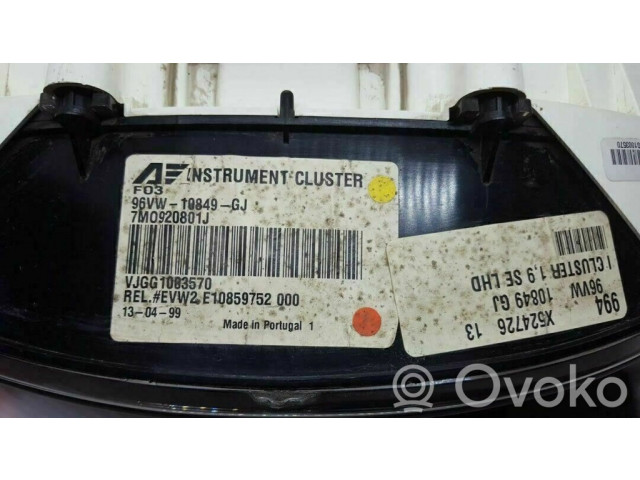 AE INSTRUMENT CLUSTER
F03
96VW-10849-GJ
7M0920801J
VJGG1083570
REL.#EVW2 E10859752 000
13-04-99
Made in Portugal 1
994
96VW 10849 GJ
I CLUSTER 1,9 SE LHD
X524726 13
Ovoko